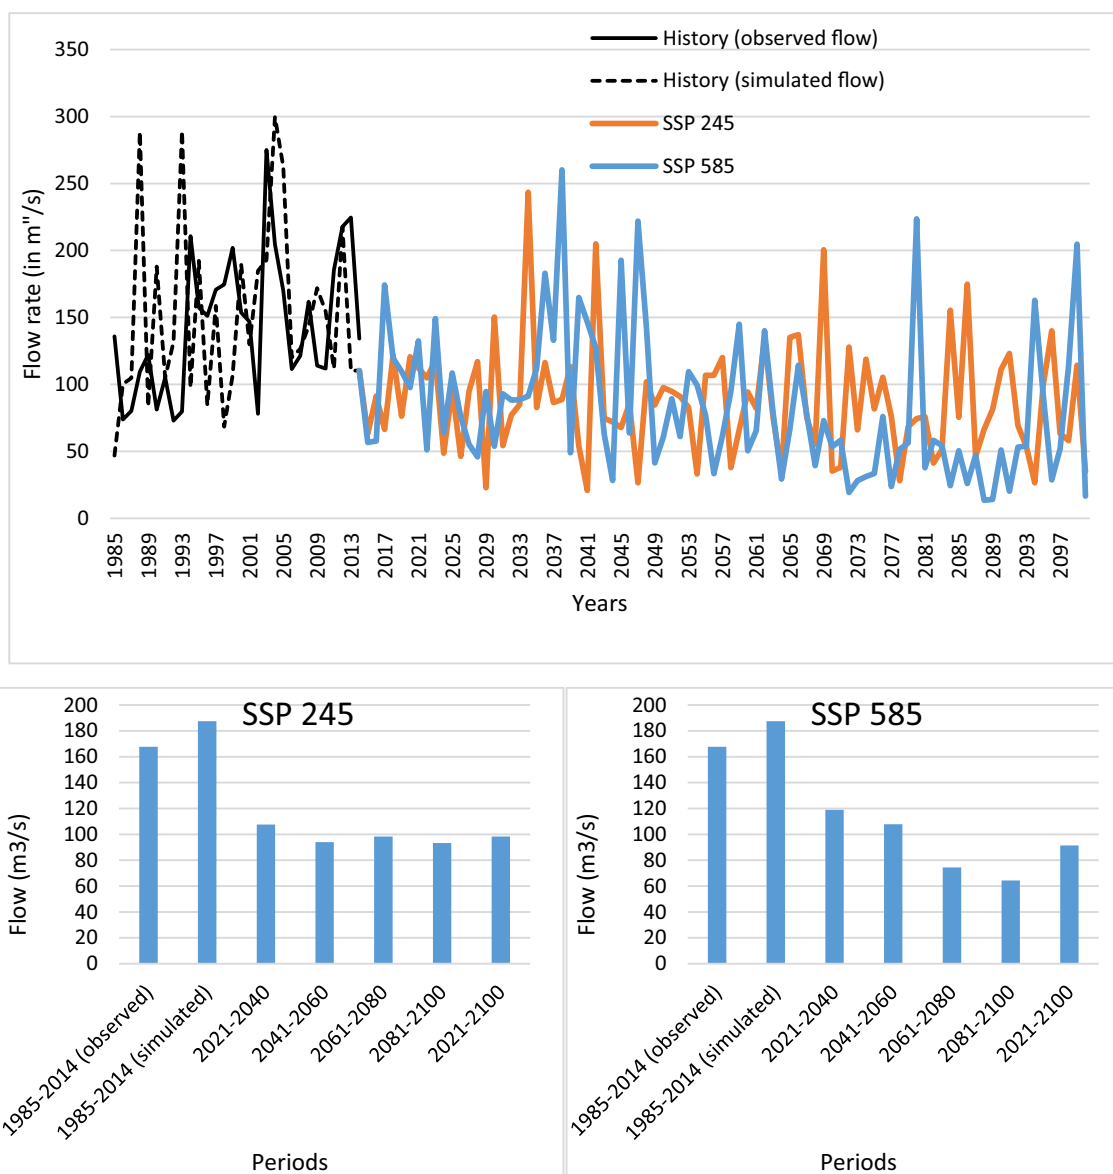 350
300
250
200
150
100
50
0
Flow rate (in m"/s)
History (observed flow)
History (simulated flow)
SSP 245
SSP 585
1985 1989 1993 1997 2001 2005 2009 2013 2017 2021 2025 2029 2033 2037 2041 2045 2049 2053 2057 2061 2065 2069 2073 2077 2081 2085 2089 2093 2097
Years
SSP 245
200
180
160
140
120
100
80
60
40
20
0
Flow (m3/s)
1985-2014 (observed)
1985-2014 (simulated)
2021-2040
2041-2060
2061-2080
2081-2100
2021-2100
Periods
SSP 585
200
180
160
140
120
100
80
60
40
20
0
Flow (m3/s)
1985-2014 (observed)
1985-2014 (simulated)
2021-2040
2041-2060
2061-2080
2081-2100
2021-2100
Periods